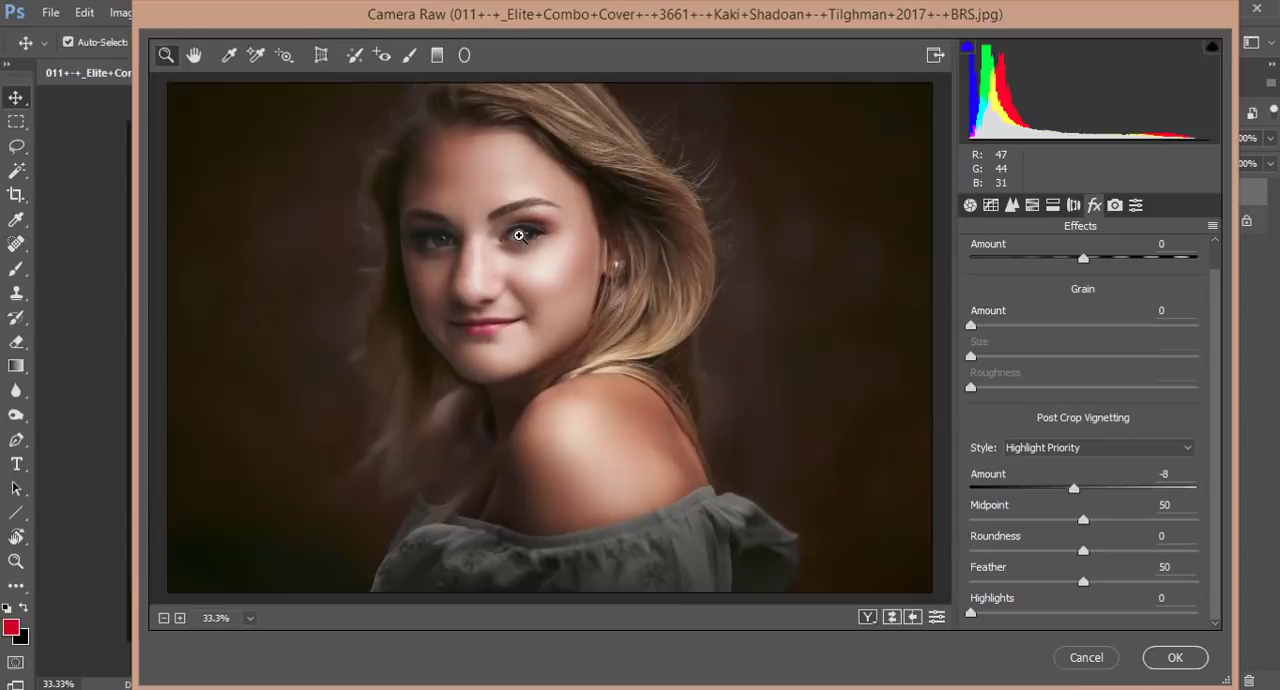 Camera Raw (011+-+_Elite+Combo+Cover+-+3661+-+Kaki+Shadoan+-+Tilghman+2017+-+BRS.jpg)
Ps File Edit
Auto-Select:
011+-+_Elite+Cor
R: 47
G: 44
B: 31
fx
Effects
Amount 0
Grain
Amount 0
Size
Roughness
Post Crop Vignetting
Style: Highlight Priority
Amount -8
Midpoint 50
Roundness 0
Feather 50
Highlights 0
33.3%
Y
Cancel OK
33.33%